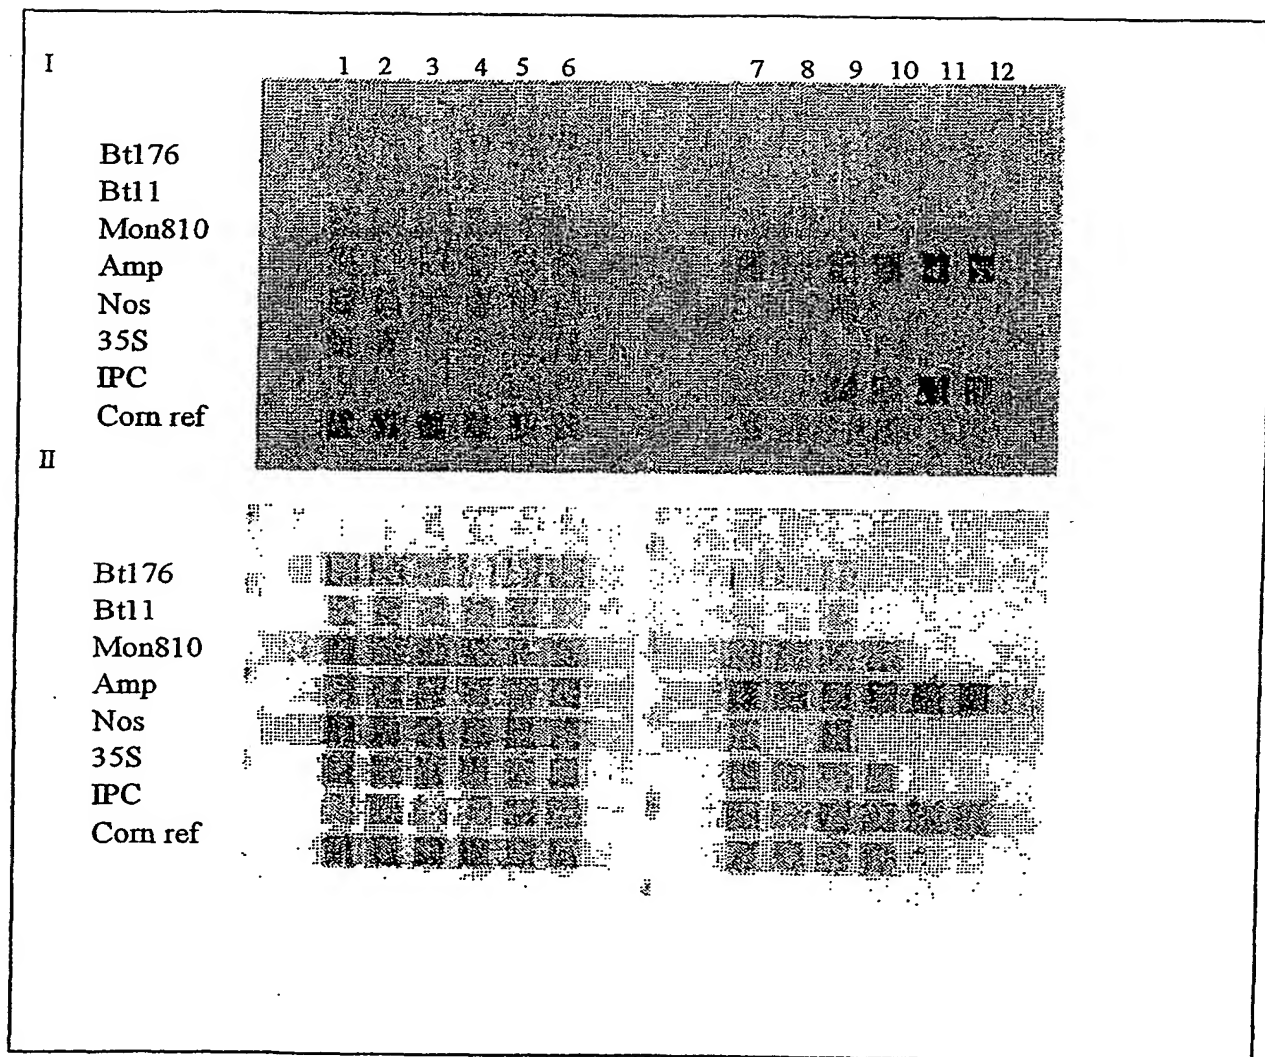 I
1 2 3 4 5 6 7 8 9 10 11 12
Bt176
Bt11
Mon810
Amp
Nos
35S
IPC
Corn ref
II
Bt176
Bt11
Mon810
Amp
Nos
35S
IPC
Corn ref